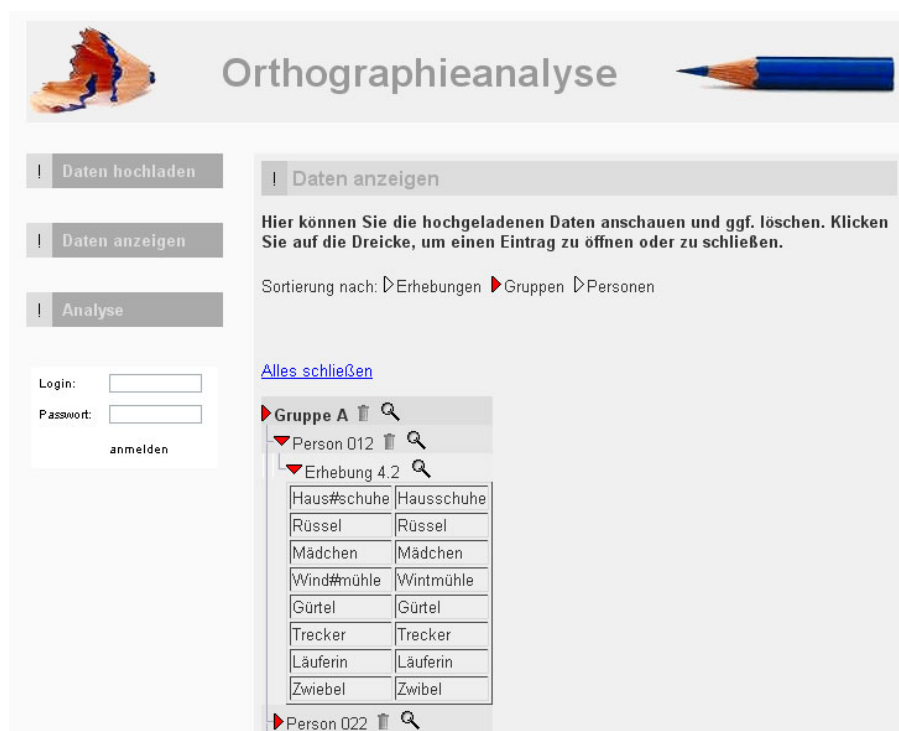 Orthographieanalyse
! Daten hochladen
! Daten anzeigen
! Analyse
Login:
Passwort:
anmelden
! Daten anzeigen
Hier können Sie die hochgeladenen Daten anschauen und ggf. löschen. Klicken
Sie auf die Dreicke, um einen Eintrag zu öffnen oder zu schließen.
Sortierung nach: Erhebungen Gruppen Personen
Alles schließen
Gruppe A
Person 012
Erhebung 4.2
Haus#schuhe Hausschuhe
Rüssel Rüssel
Mädchen Mädchen
Wind#mühle Wintmühle
Gürtel Gürtel
Trecker Trecker
Läuferin Läuferin
Zwiebel Zwibel
Person 022